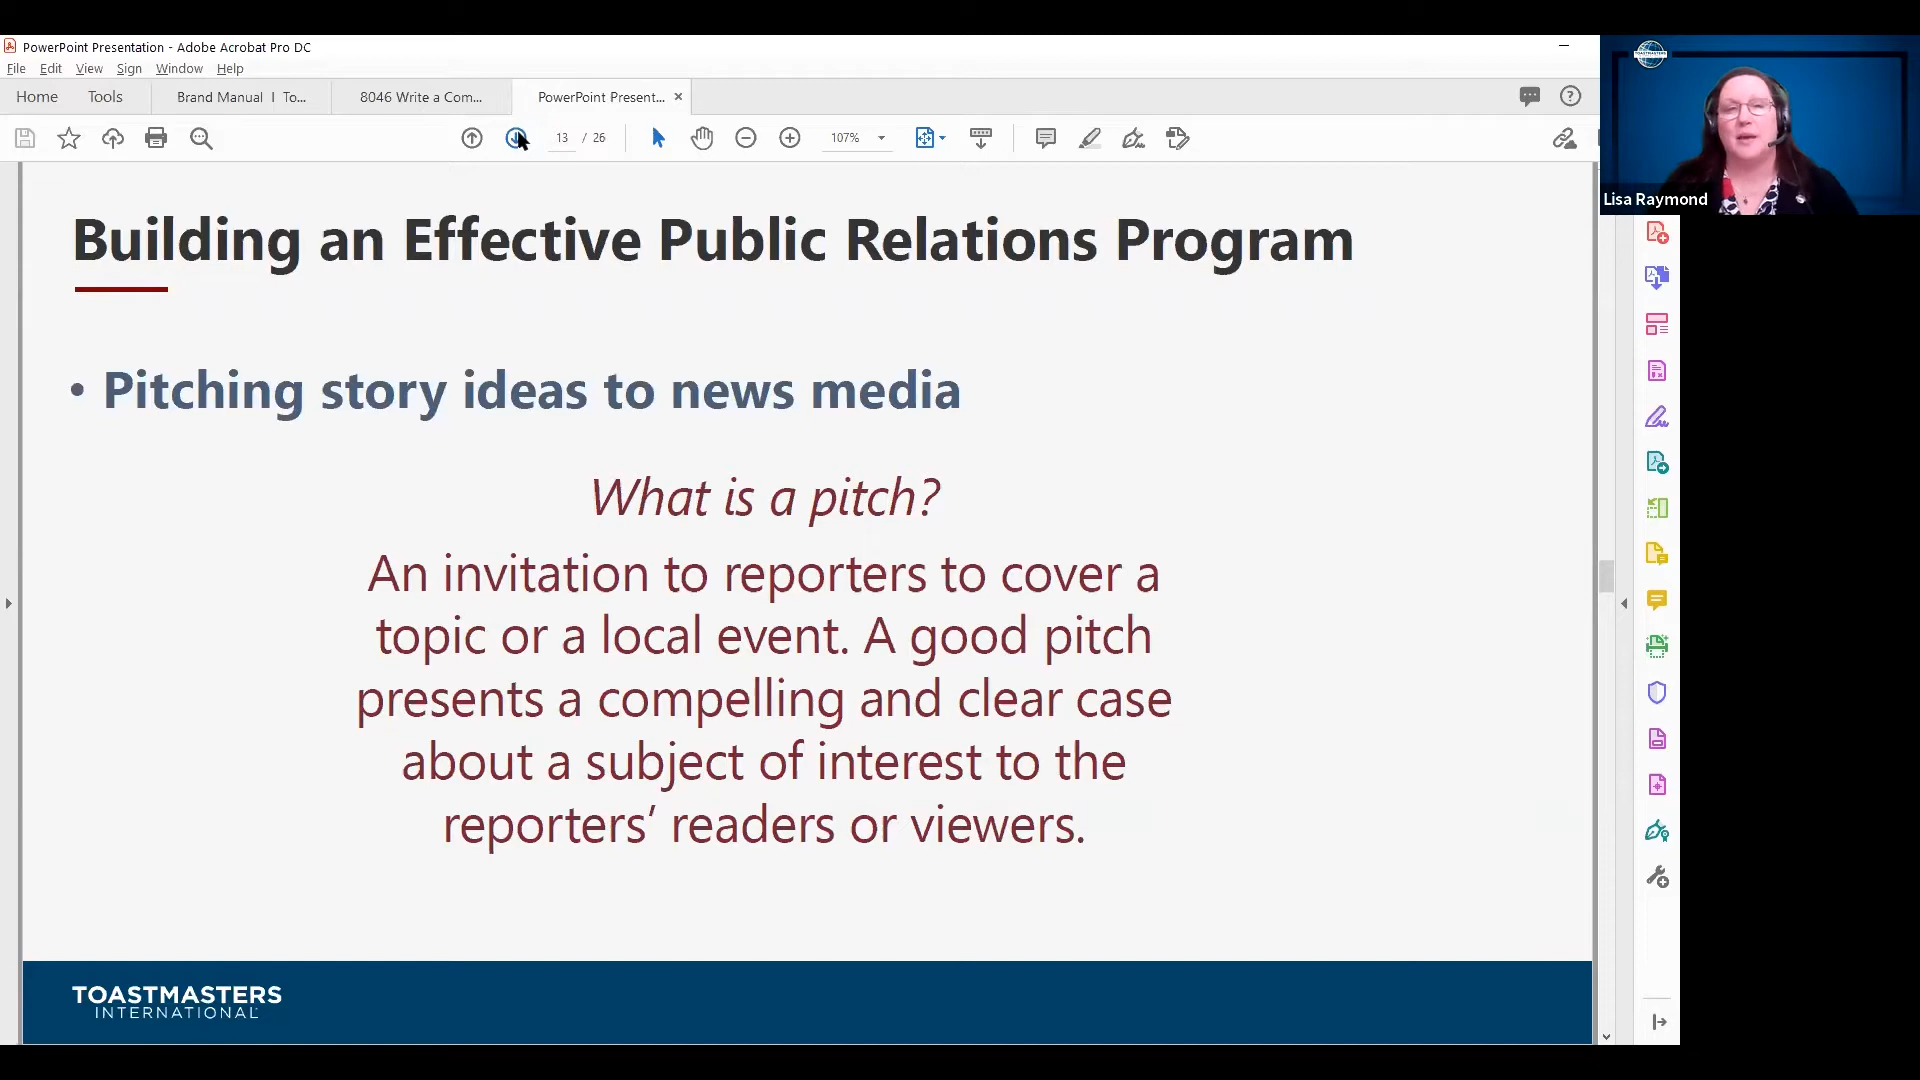 PowerPoint Presentation - Adobe Acrobat Pro DC
File Edit View Sign Window Help
Home Tools Brand Manual I To... 8046 Write a Com... PowerPoint Present... ×
13 / 26 107%
TOASTMASTERS
Lisa Raymond
Building an Effective Public Relations Program
• Pitching story ideas to news media
What is a pitch?
An invitation to reporters to cover a
topic or a local event. A good pitch
presents a compelling and clear case
about a subject of interest to the
reporters’ readers or viewers.
TOASTMASTERS
INTERNATIONAL